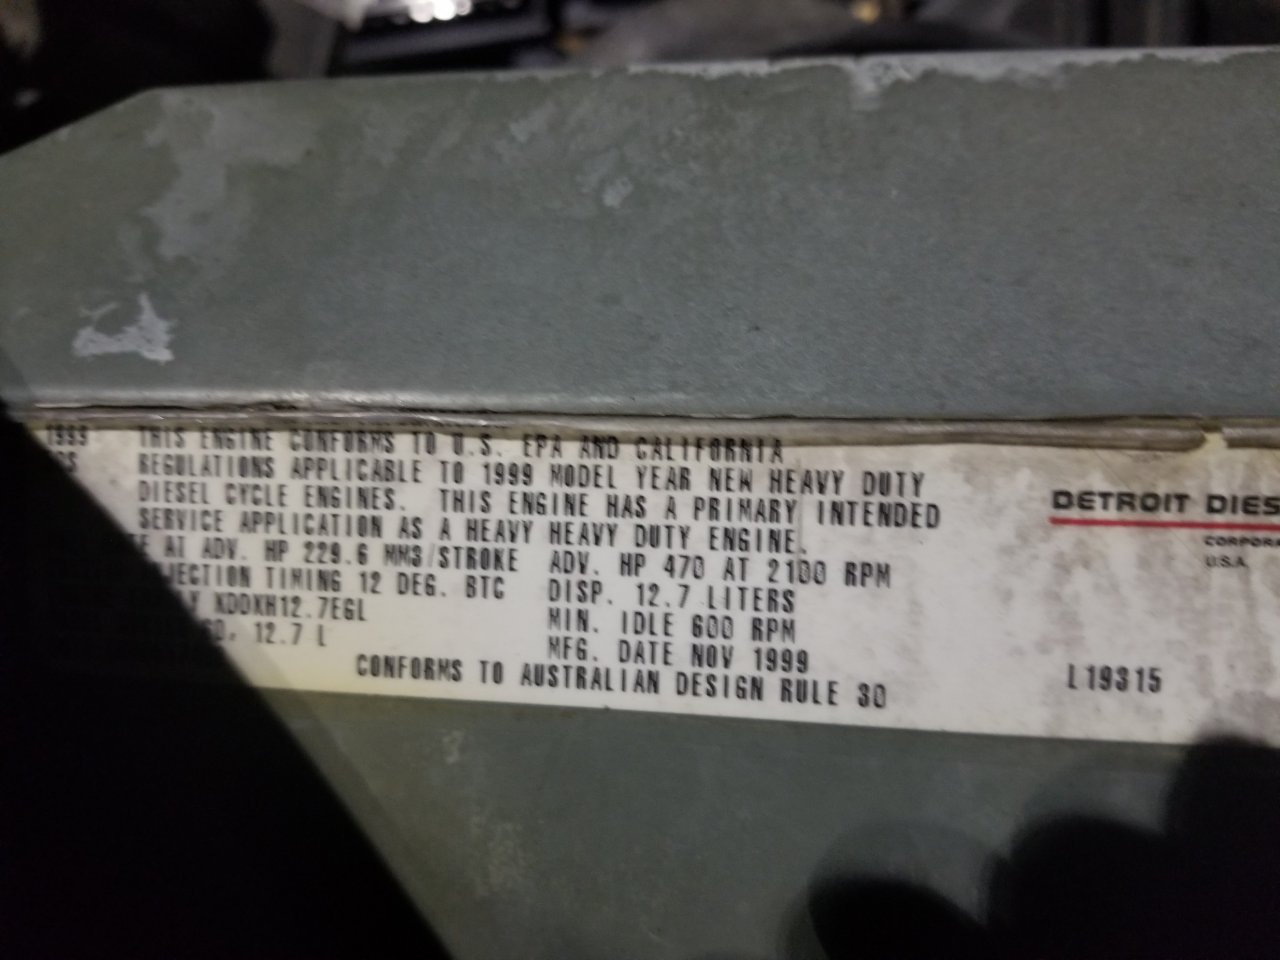 1999 THIS ENGINE CONFORMS TO U.S. EPA AND CALIFORNIA
REGULATIONS APPLICABLE TO 1999 MODEL YEAR NEW HEAVY DUTY
DIESEL CYCLE ENGINES. THIS ENGINE HAS A PRIMARY INTENDED
SERVICE APPLICATION AS A HEAVY HEAVY DUTY ENGINE.
AT ADV. HP 229.6 MM3/STROKE ADV. HP 470 AT 2100 RPM
TIMING 12 DEG. BTC DISP. 12.7 LITERS
XDDXH12.7EGL MIN. IDLE 600 RPM
12.7 L MFG. DATE NOV 1999
CONFORMS TO AUSTRALIAN DESIGN RULE 30
DETROIT DIES
CORPORA
U.S.A.
L19315